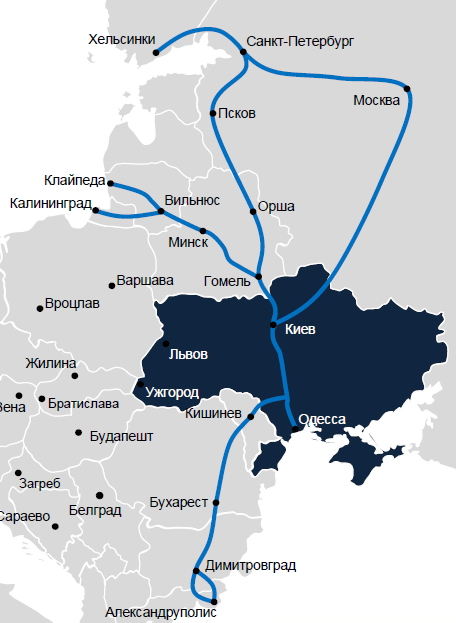 Хельсинки
Санкт-Петербург
Москва
Псков
Клайпеда
Калининград
Вильнюс
Орша
Минск
Гомель
Варшава
Вроцлав
Киев
Львов
Жилина
Ужгород
Вена
Братислава
Кишинев
Одесса
Будапешт
Загреб
Бухарест
Белград
Сараево
Димитровград
Александруполис